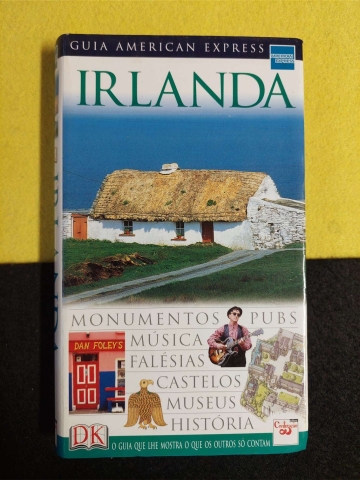 GUIA AMERICAN EXPRESS
IRLANDA
MONUMENTOS PUBS
MÚSICA
DAN FOLEY'S
FALÉSIAS
CASTELOS
MUSEUS
HISTÓRIA
DK
O GUIA QUE LHE MOSTRA O QUE OS OUTROS SÓ CONTAM